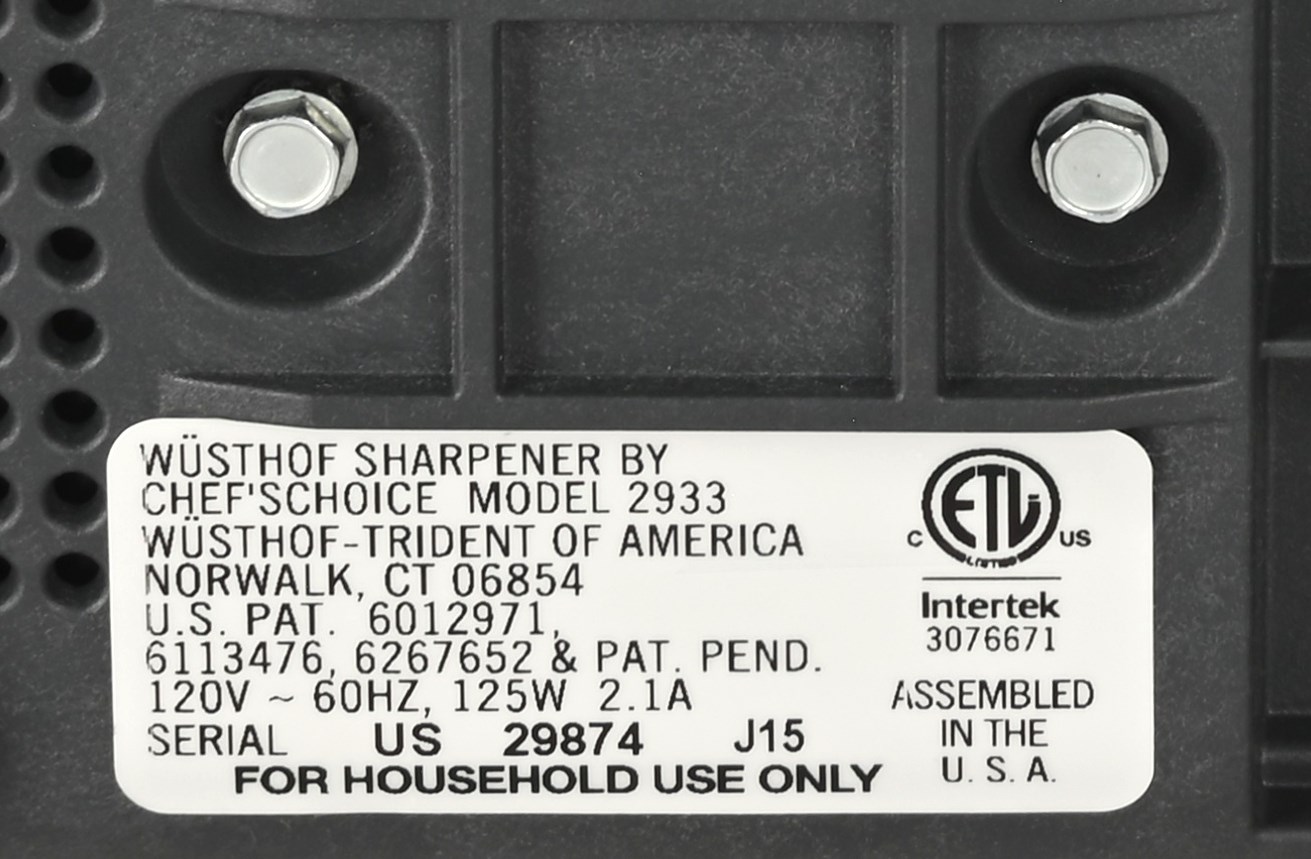 WÜSTHOF SHARPENER BY
CHEF'SCHOICE MODEL 2933
WÜSTHOF-TRIDENT OF AMERICA
NORWALK, CT 06854
U.S. PAT. 6012971,
6113476, 6267652 & PAT. PEND.
120V ~ 60HZ, 125W 2.1A
SERIAL US 29874 J15
FOR HOUSEHOLD USE ONLY
ETL
C US
LISTED
Intertek
3076671
ASSEMBLED
IN THE
U. S. A.